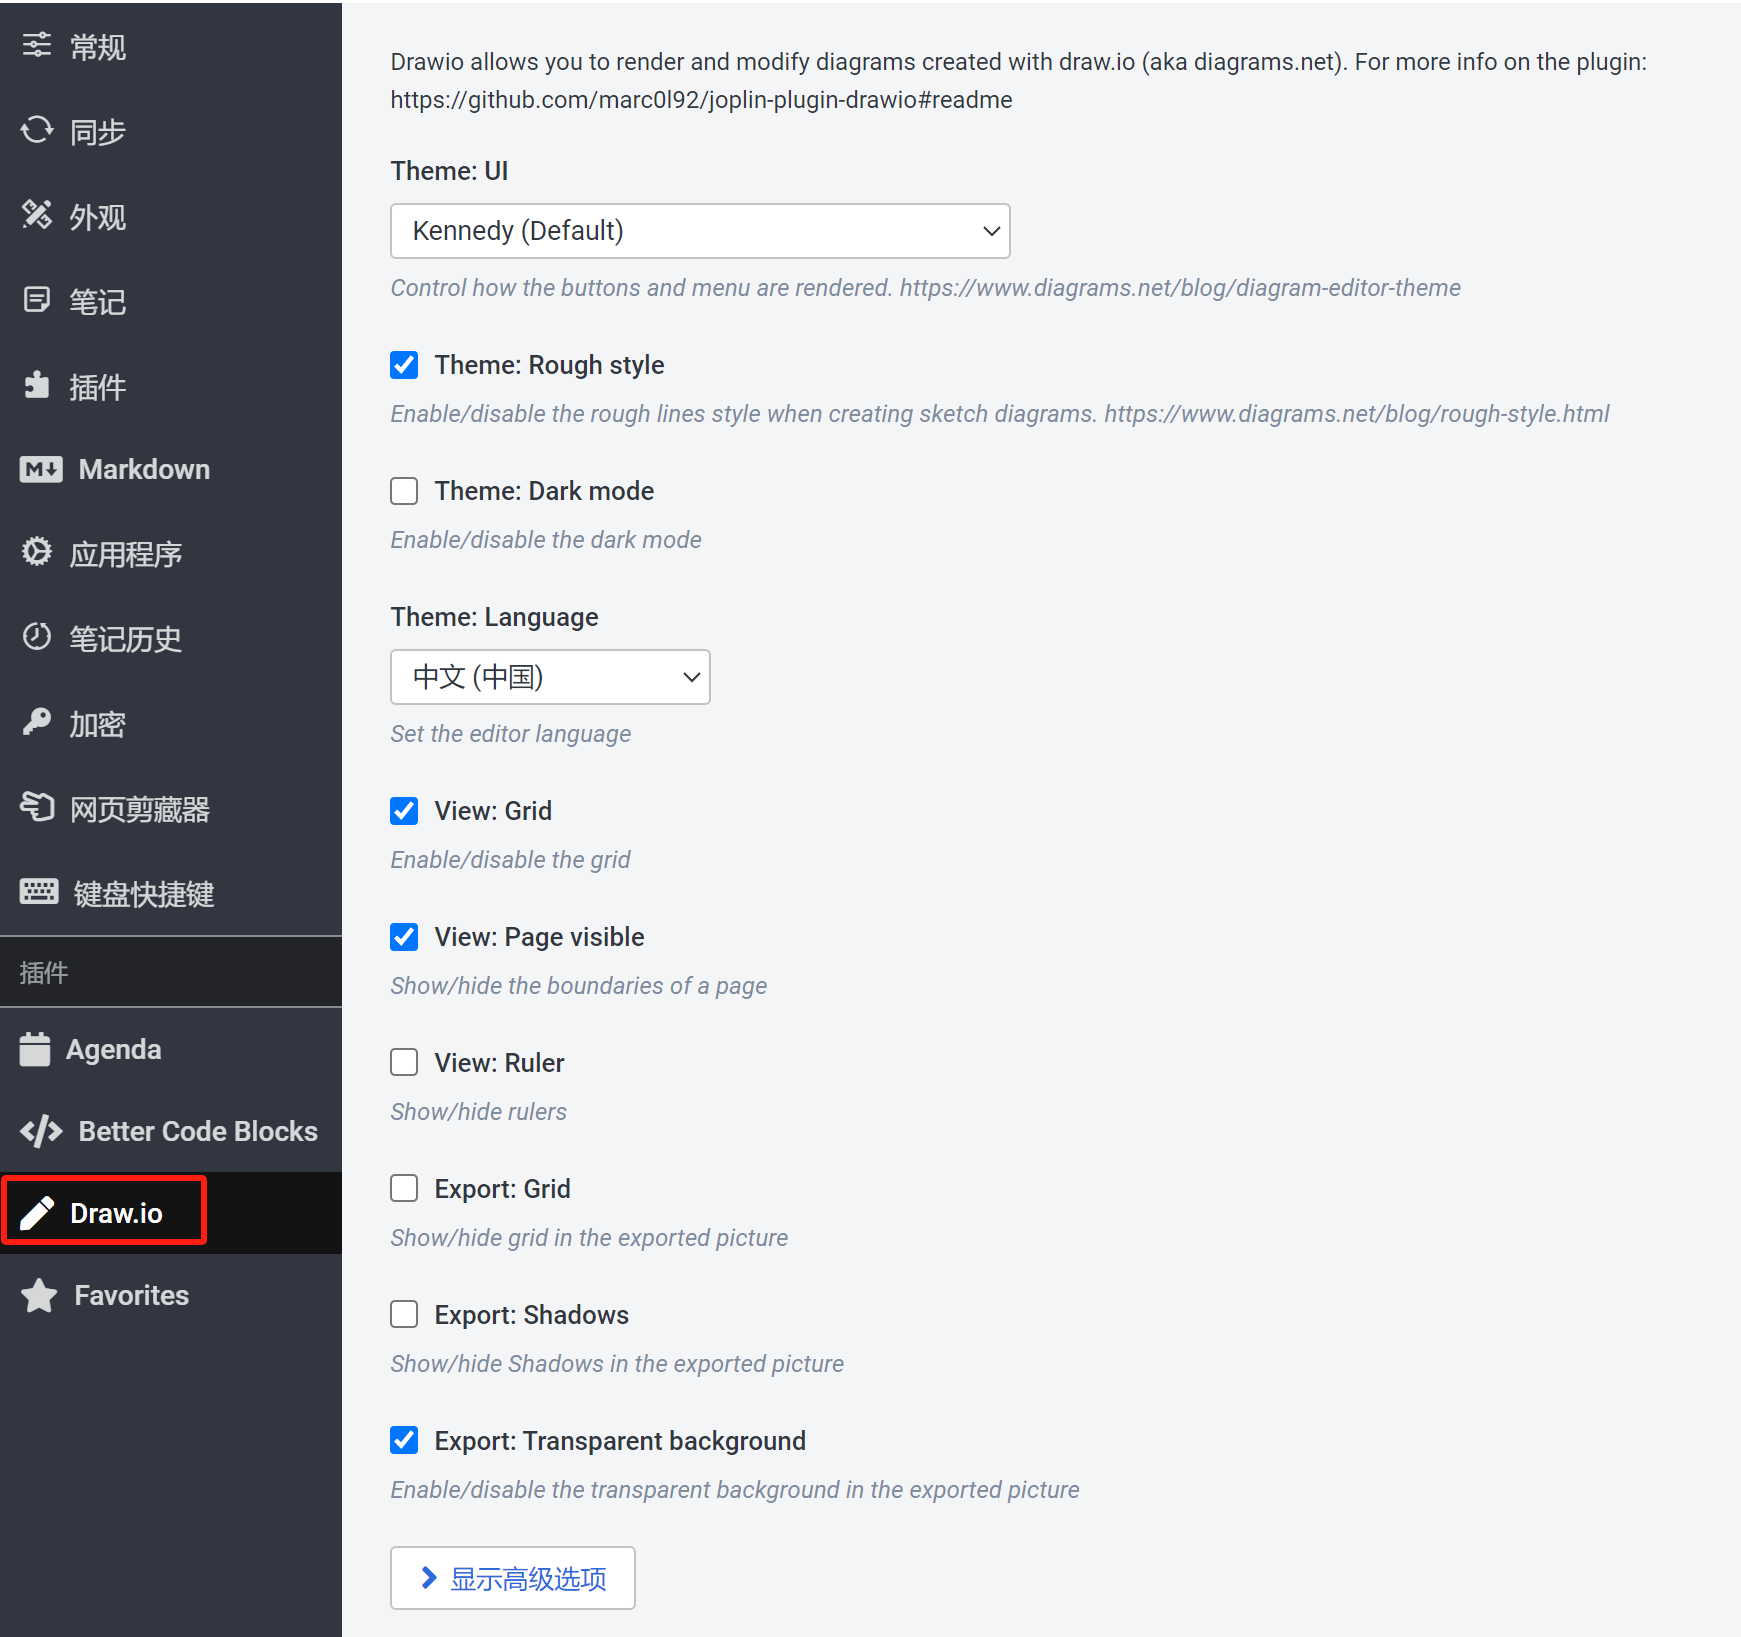 常规
同步
外观
笔记
插件
Markdown
应用程序
笔记历史
加密
网页剪藏器
键盘快捷键
插件
Agenda
Better Code Blocks
Draw.io
Favorites
Drawio allows you to render and modify diagrams created with draw.io (aka diagrams.net). For more info on the plugin:
https://github.com/marc0l92/joplin-plugin-drawio#readme
Theme: UI
Kennedy (Default)
Control how the buttons and menu are rendered. https://www.diagrams.net/blog/diagram-editor-theme
Theme: Rough style
Enable/disable the rough lines style when creating sketch diagrams. https://www.diagrams.net/blog/rough-style.html
Theme: Dark mode
Enable/disable the dark mode
Theme: Language
中文 (中国)
Set the editor language
View: Grid
Enable/disable the grid
View: Page visible
Show/hide the boundaries of a page
View: Ruler
Show/hide rulers
Export: Grid
Show/hide grid in the exported picture
Export: Shadows
Show/hide Shadows in the exported picture
Export: Transparent background
Enable/disable the transparent background in the exported picture
显示高级选项